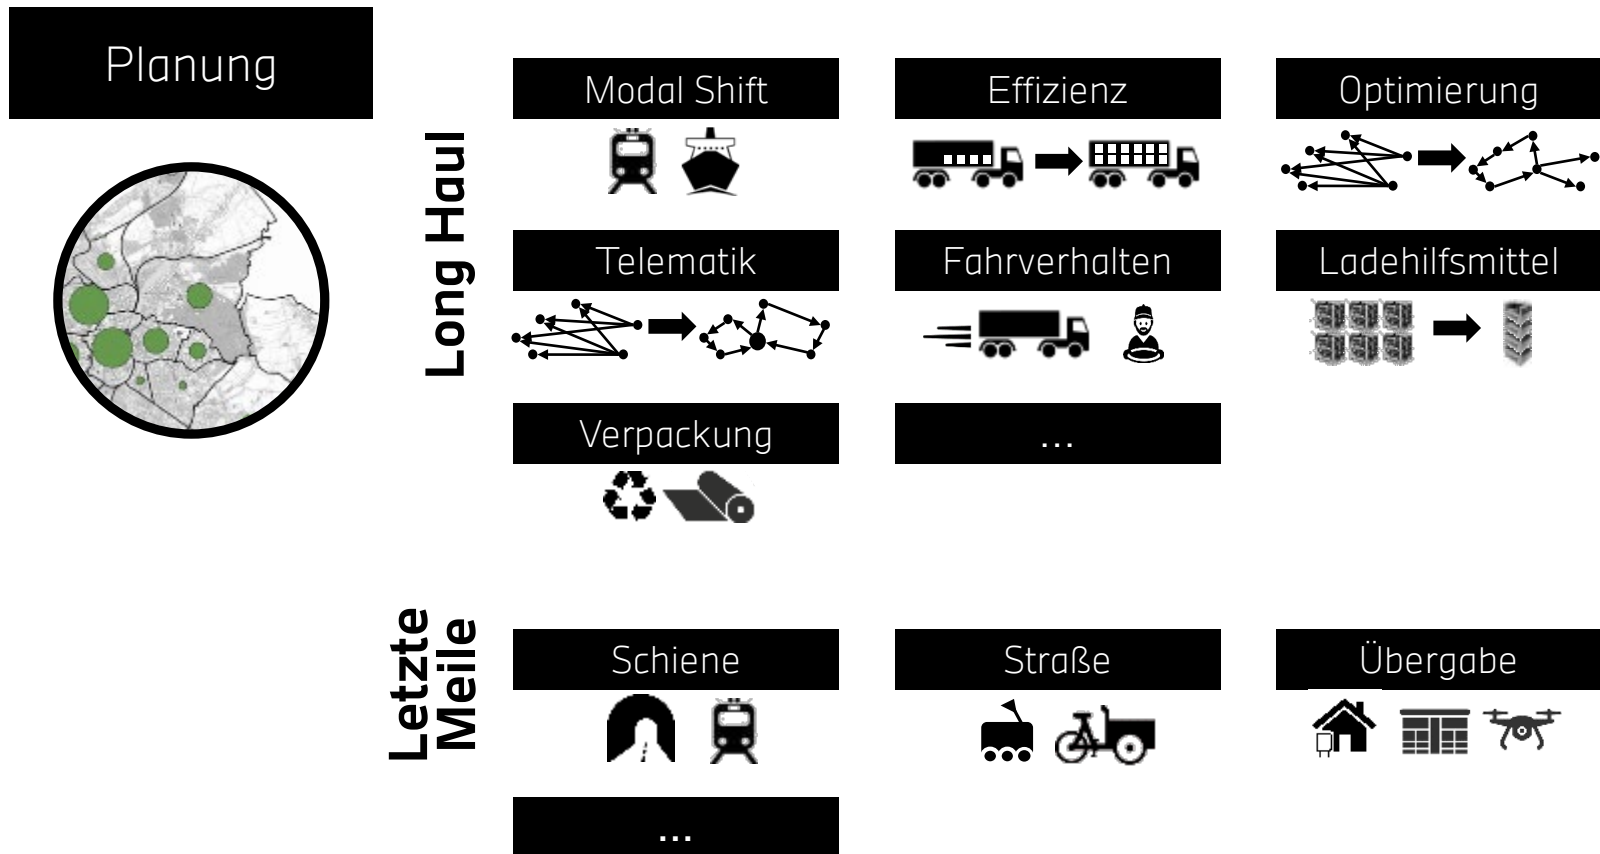 Planung
Long Haul
Modal Shift
Effizienz
Optimierung
Telematik
Fahrverhalten
Ladehilfsmittel
Verpackung
...
Letzte
Meile
Schiene
Straße
Übergabe
...